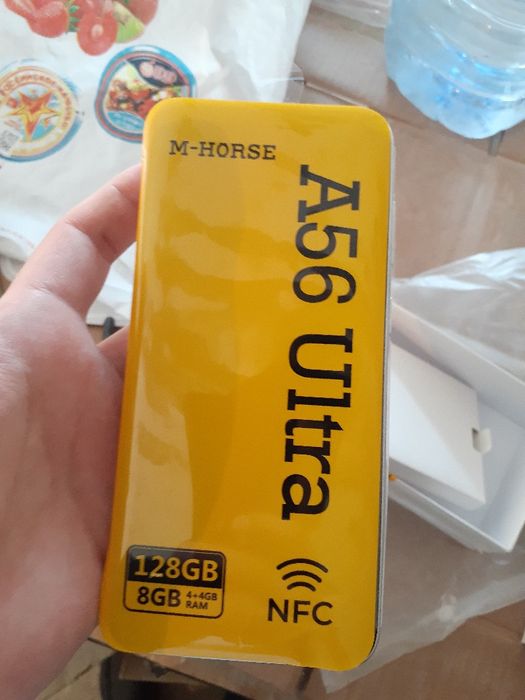 M-HORSE
A56 Ultra
128GB
8GB 4+4GB
RAM
NFC